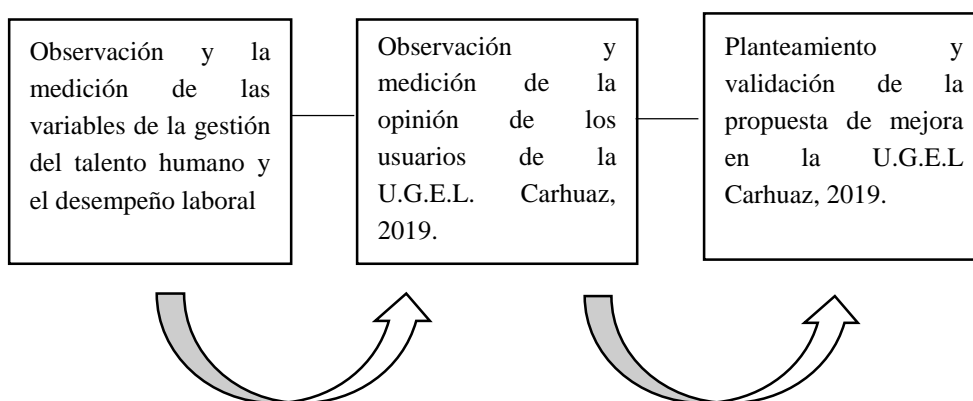 Observación y la
medición de las
variables de la gestión
del talento humano y
el desempeño laboral
Observación y
medición de la
opinión de los
usuarios de la
U.G.E.L. Carhuaz,
2019.
Planteamiento y
validación de la
propuesta de mejora
en la U.G.E.L
Carhuaz, 2019.